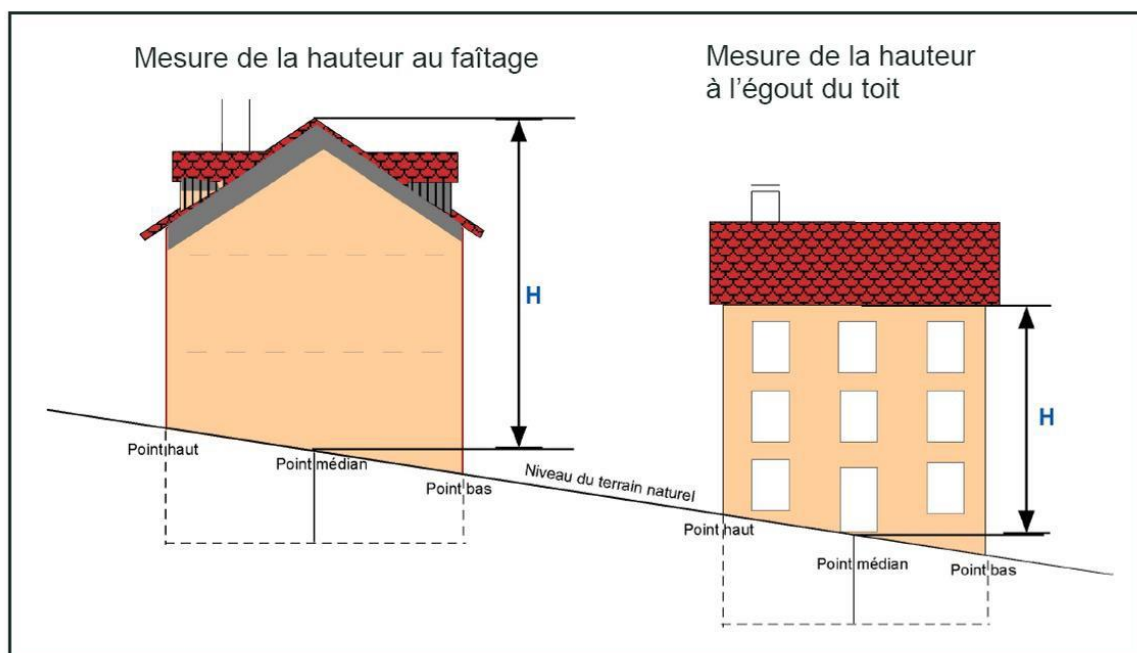 Mesure de la hauteur au faîtage
Mesure de la hauteur
à l'égout du toit
H
H
Point haut
Point médian
Point bas
Niveau du terrain naturel
Point haut
Point médian
Point bas